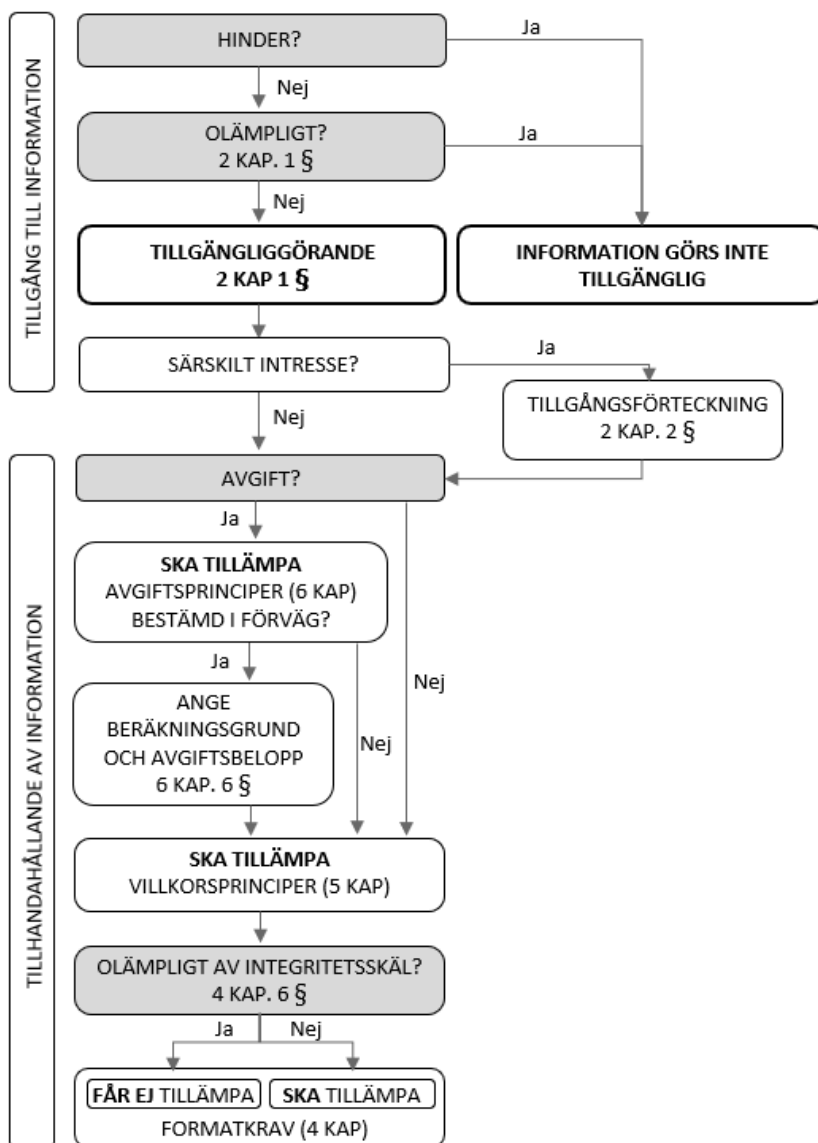 TILLGÅNG TILL INFORMATION
HINDER?
Ja
Nej
OLÄMPLIGT?
2 KAP. 1 §
Ja
Nej
TILLGÄNGLIGGÖRANDE
2 KAP 1 §
INFORMATION GÖRS INTE
TILLGÄNGLIG
SÄRSKILT INTRESSE?
Ja
Nej
TILLGÅNGSFÖRTECKNING
2 KAP. 2 §
TILLHANDAHÅLLANDE AV INFORMATION
AVGIFT?
Ja
Nej
SKA TILLÄMPA
AVGIFTSPRINCIPER (6 KAP)
BESTÄMD I FÖRVÄG?
Ja
Nej
ANGE
BERÄKNINGSGRUND
OCH AVGIFTSBELOPP
6 KAP. 6 §
SKA TILLÄMPA
VILLKORSPRINCIPER (5 KAP)
OLÄMPLIGT AV INTEGRITETSSKÄL?
4 KAP. 6 §
Ja
Nej
FÅR EJ TILLÄMPA
SKA TILLÄMPA
FORMATKRAV (4 KAP)